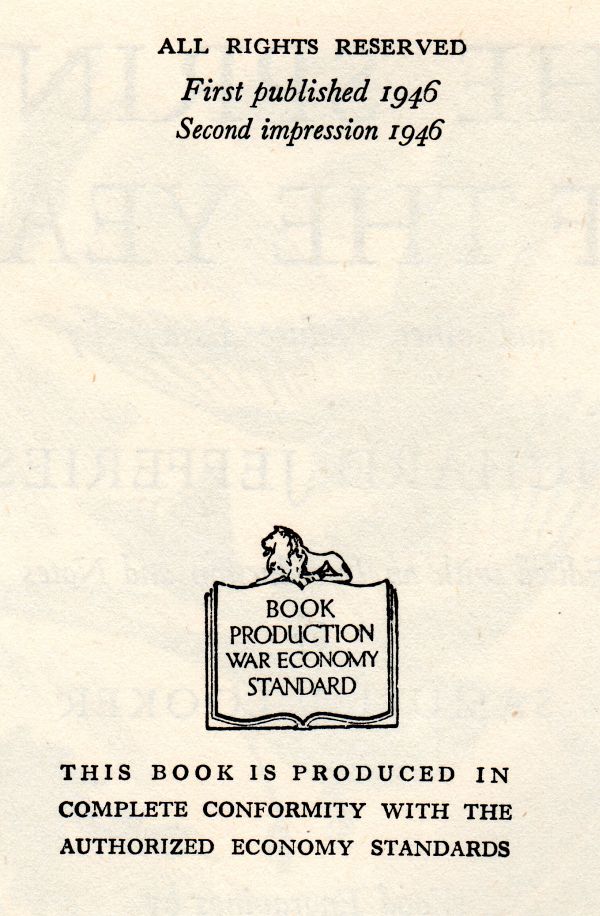 ALL RIGHTS RESERVED
First published 1946
Second impression 1946
BOOK
PRODUCTION
WAR ECONOMY
STANDARD
THIS BOOK IS PRODUCED IN
COMPLETE CONFORMITY WITH THE
AUTHORIZED ECONOMY STANDARDS